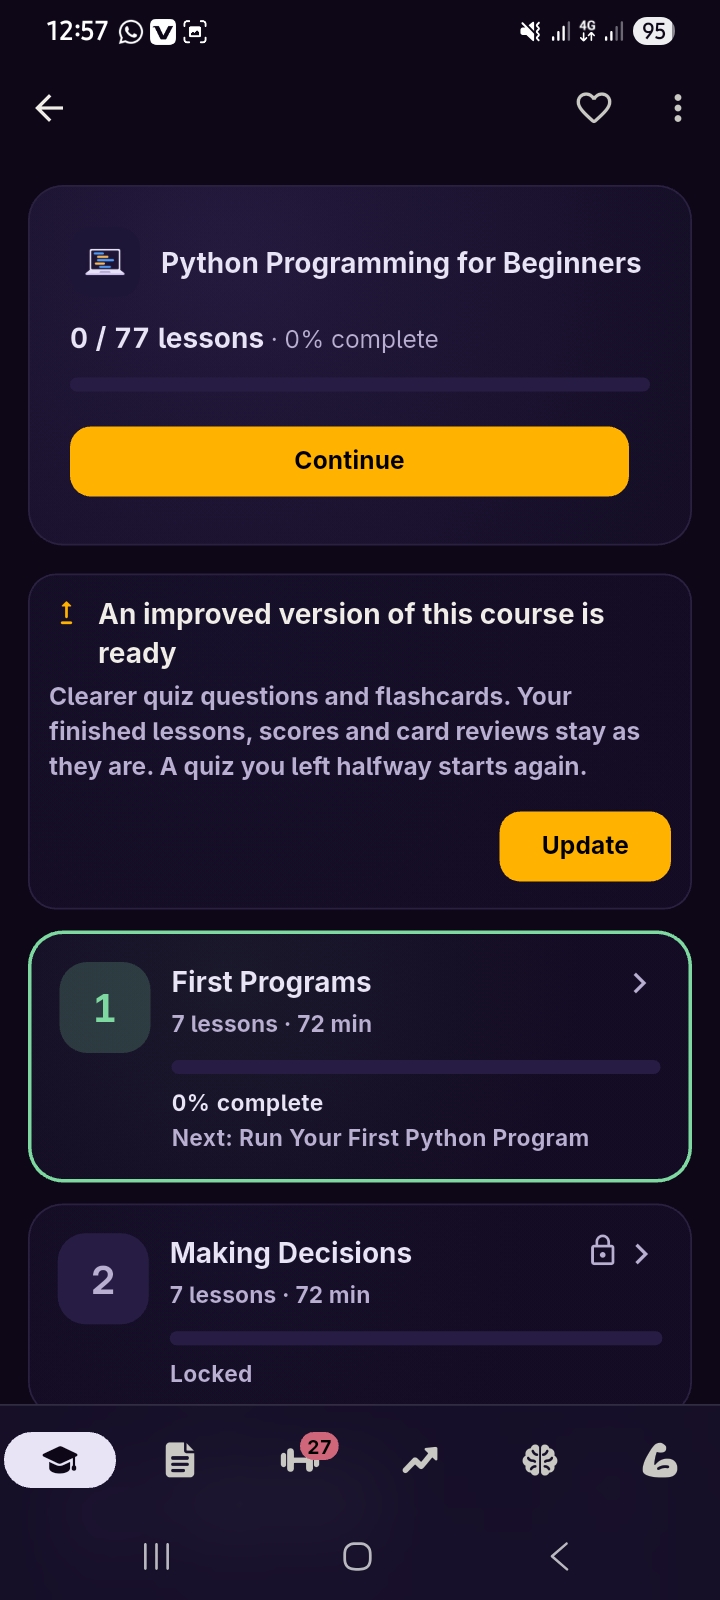 12:57
4G
95
Python Programming for Beginners
0 / 77 lessons · 0% complete
Continue
An improved version of this course is
ready
Clearer quiz questions and flashcards. Your
finished lessons, scores and card reviews stay as
they are. A quiz you left halfway starts again.
Update
1
First Programs
7 lessons · 72 min
0% complete
Next: Run Your First Python Program
2
Making Decisions
7 lessons · 72 min
Locked
27